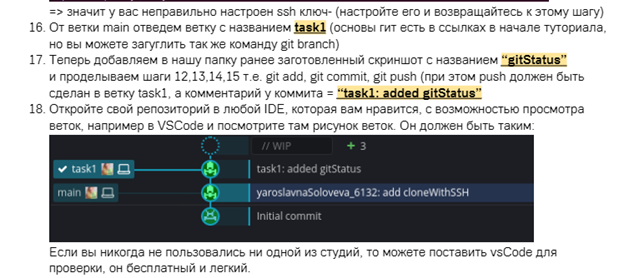 => значит у вас неправильно настроен ssh ключ- (настройте его и возвращайтесь к этому шагу)
16. От ветки main отведем ветку с названием task1 (основы гит есть в ссылках в начале туториала,
но вы можете загуглить так же команду git branch)
17. Теперь добавляем в нашу папку ранее заготовленный скриншот с названием “gitStatus”
и проделываем шаги 12,13,14,15 т.е. git add, git commit, git push (при этом push должен быть
сделан в ветку task1, а комментарий у коммита = “task1: added gitStatus”
18. Откройте свой репозиторий в любой IDE, которая вам нравится, с возможностью просмотра
веток, например в VSCode и посмотрите там рисунок веток. Он должен быть таким:
// WIP + 3
task1 task1: added gitStatus
main yaroslavnaSoloveva_6132: add cloneWithSSH
Initial commit
Если вы никогда не пользовались ни одной из студий, то можете поставить vsCode для
проверки, он бесплатный и легкий.